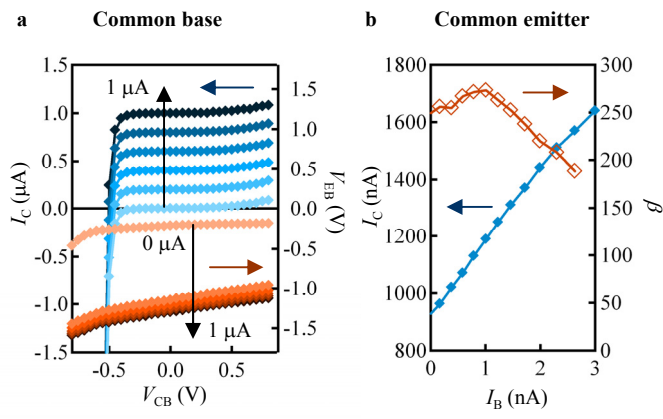 a Common base
1.5
1.0
0.5
0.0
-0.5
-1.0
-1.5
I_C (µA)
1 µA
0 µA
1 µA
1.5
1.0
0.5
0.0
-0.5
-1.0
-1.5
V_EB (V)
-0.5 0.0 0.5
V_CB (V)
b Common emitter
1800
1600
1400
1200
1000
800
I_C (nA)
300
250
200
150
100
50
0
β
0 1 2 3
I_B (nA)